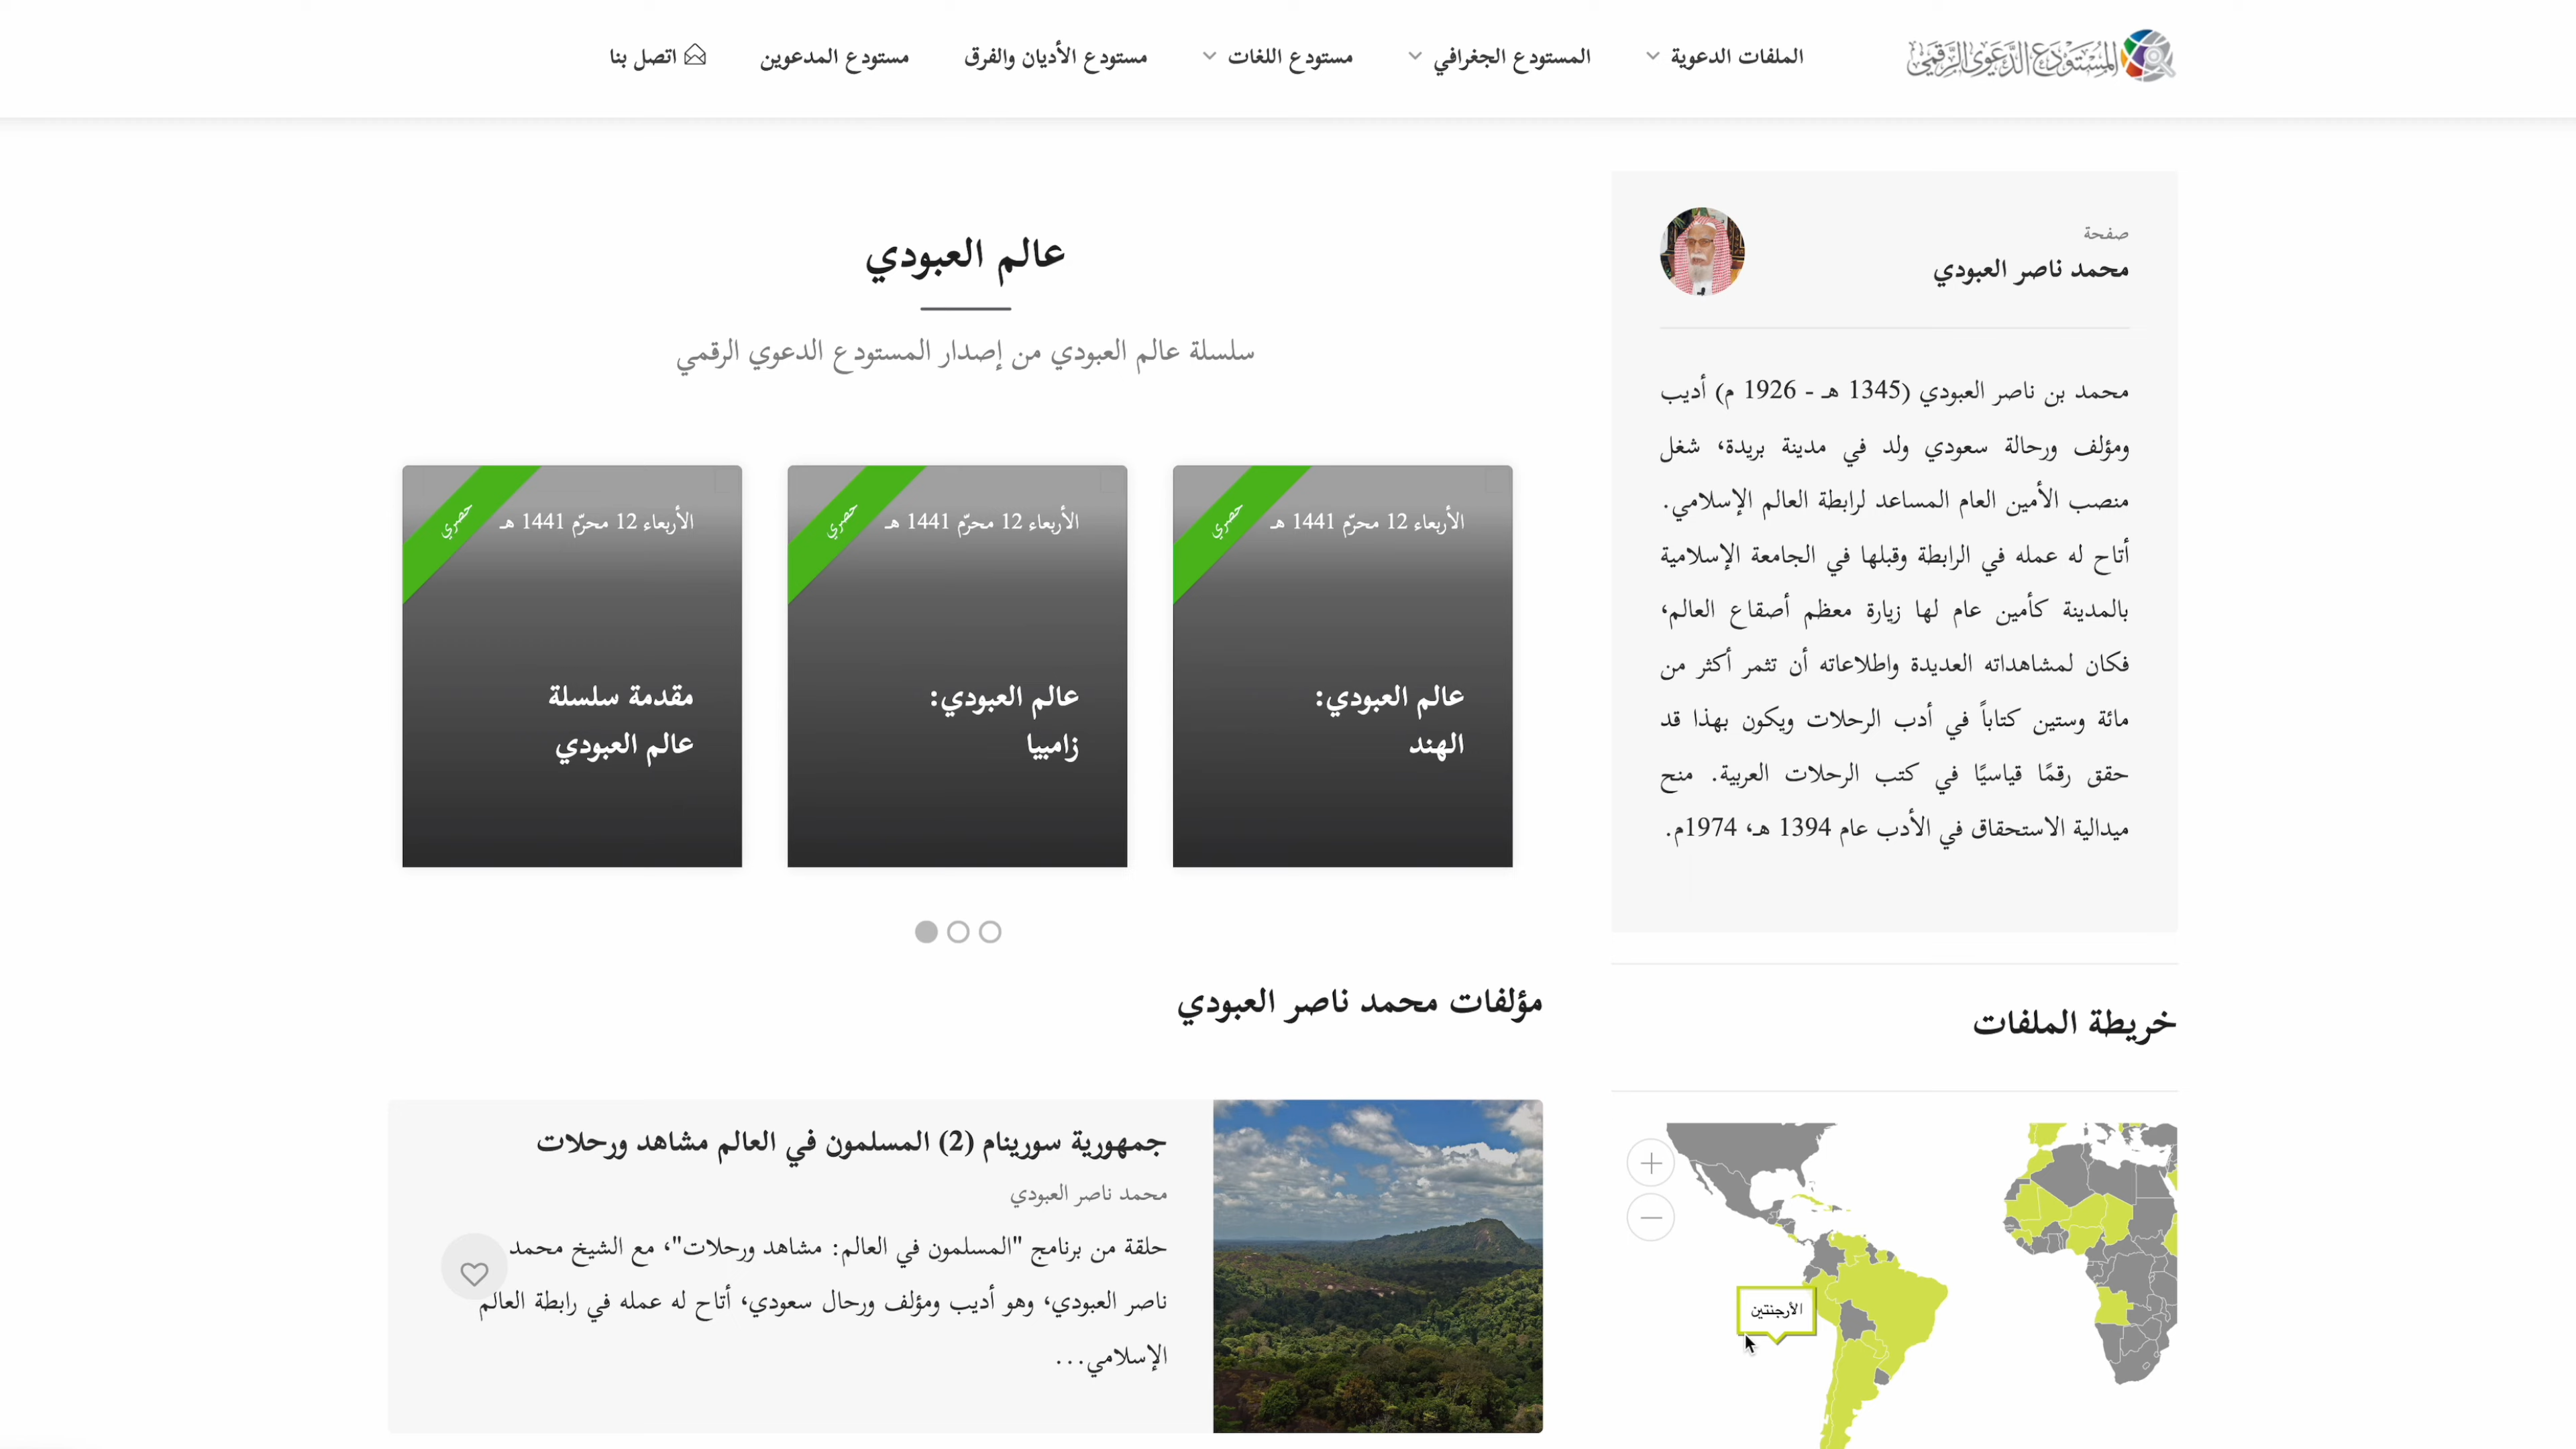 المستودع الدعوي الرقمي
الملفات الدعوية
المستودع الجغرافي
مستودع اللغات
مستودع الأديان والفرق
مستودع المدعوين
اتصل بنا
صفحة
محمد ناصر العبودي
محمد بن ناصر العبودي (1345 هـ - 1926 م) أديب
ومؤلف ورحالة سعودي ولد في مدينة بريدة، شغل
منصب الأمين العام المساعد لرابطة العالم الإسلامي.
أتاح له عمله في الرابطة وقبلها في الجامعة الإسلامية
بالمدينة كأمين عام لها زيارة معظم أصقاع العالم،
فكان لمشاهداته العديدة واطلاعاته أن تثمر أكثر من
مائة وستين كتاباً في أدب الرحلات ويكون بهذا قد
حقق رقمًا قياسيًا في كتب الرحلات العربية. منح
ميدالية الاستحقاق في الأدب عام 1394 هـ، 1974م.
خريطة الملفات
الأرجنتين
عالم العبودي
سلسلة عالم العبودي من إصدار المستودع الدعوي الرقمي
حصري
الأربعاء 12 محرّم 1441 هـ
عالم العبودي:
الهند
حصري
الأربعاء 12 محرّم 1441 هـ
عالم العبودي:
زامبيا
حصري
الأربعاء 12 محرّم 1441 هـ
مقدمة سلسلة
عالم العبودي
مؤلفات محمد ناصر العبودي
جمهورية سورينام (2) المسلمون في العالم مشاهد ورحلات
محمد ناصر العبودي
حلقة من برنامج "المسلمون في العالم: مشاهد ورحلات"، مع الشيخ محمد
ناصر العبودي، وهو أديب ومؤلف ورحال سعودي، أتاح له عمله في رابطة العالم
الإسلامي...